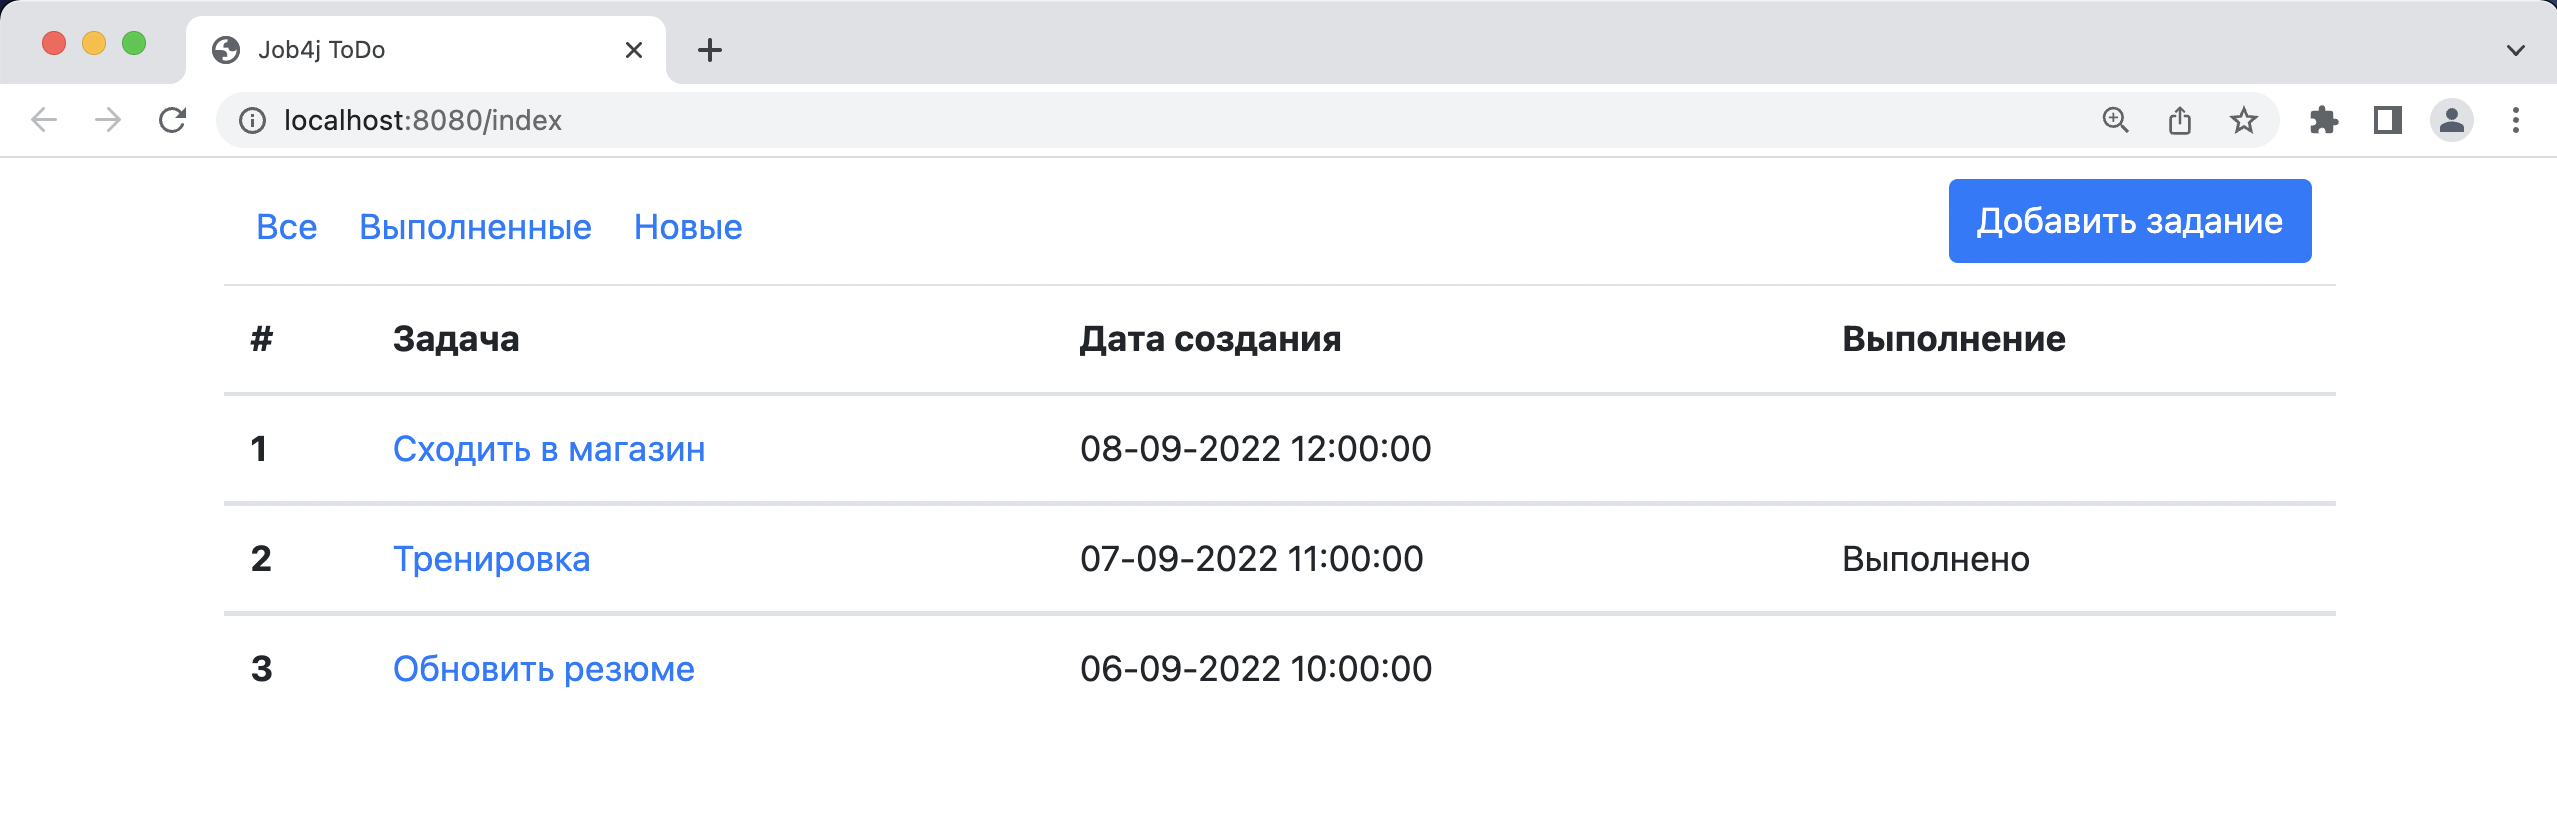 Job4j ToDo
localhost:8080/index
Все Выполненные Новые Добавить задание
# Задача Дата создания Выполнение
1 Сходить в магазин 08-09-2022 12:00:00
2 Тренировка 07-09-2022 11:00:00 Выполнено
3 Обновить резюме 06-09-2022 10:00:00